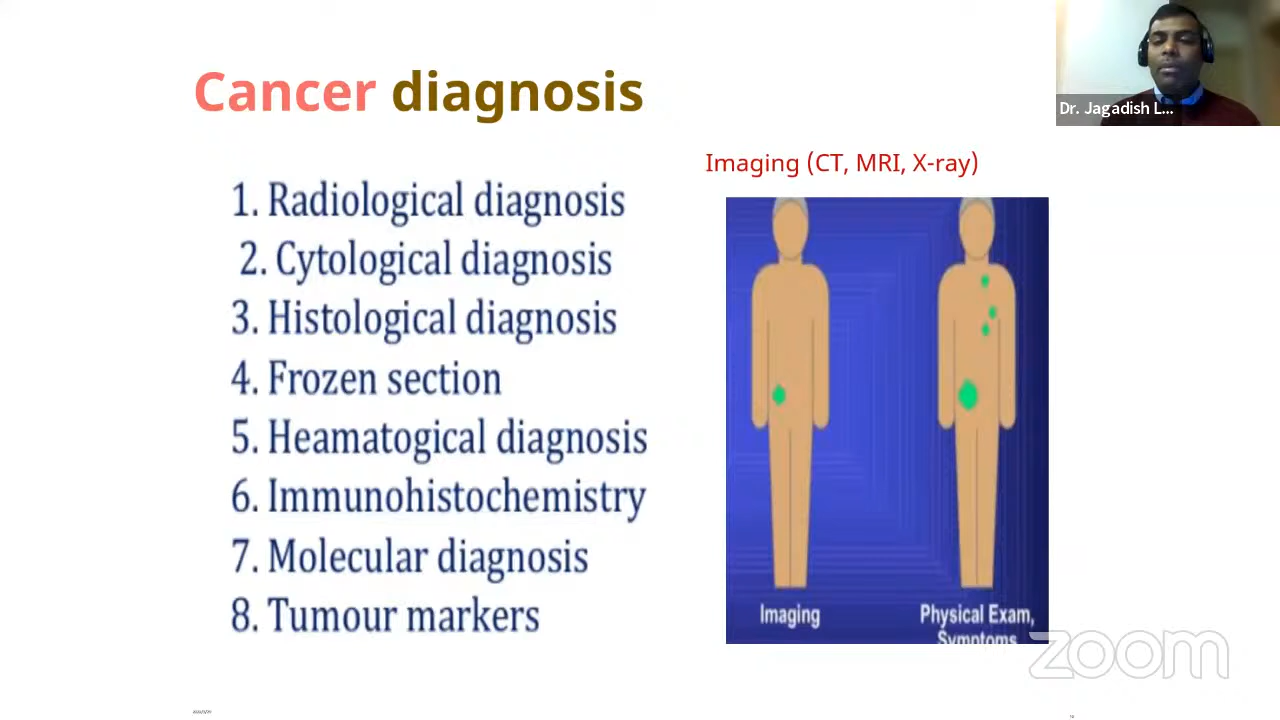 Cancer diagnosis
Dr. Jagadish L...
Imaging (CT, MRI, X-ray)
1. Radiological diagnosis
2. Cytological diagnosis
3. Histological diagnosis
4. Frozen section
5. Heamatogical diagnosis
6. Immunohistochemistry
7. Molecular diagnosis
8. Tumour markers
Imaging
Physical Exam,
Symptoms
zoom